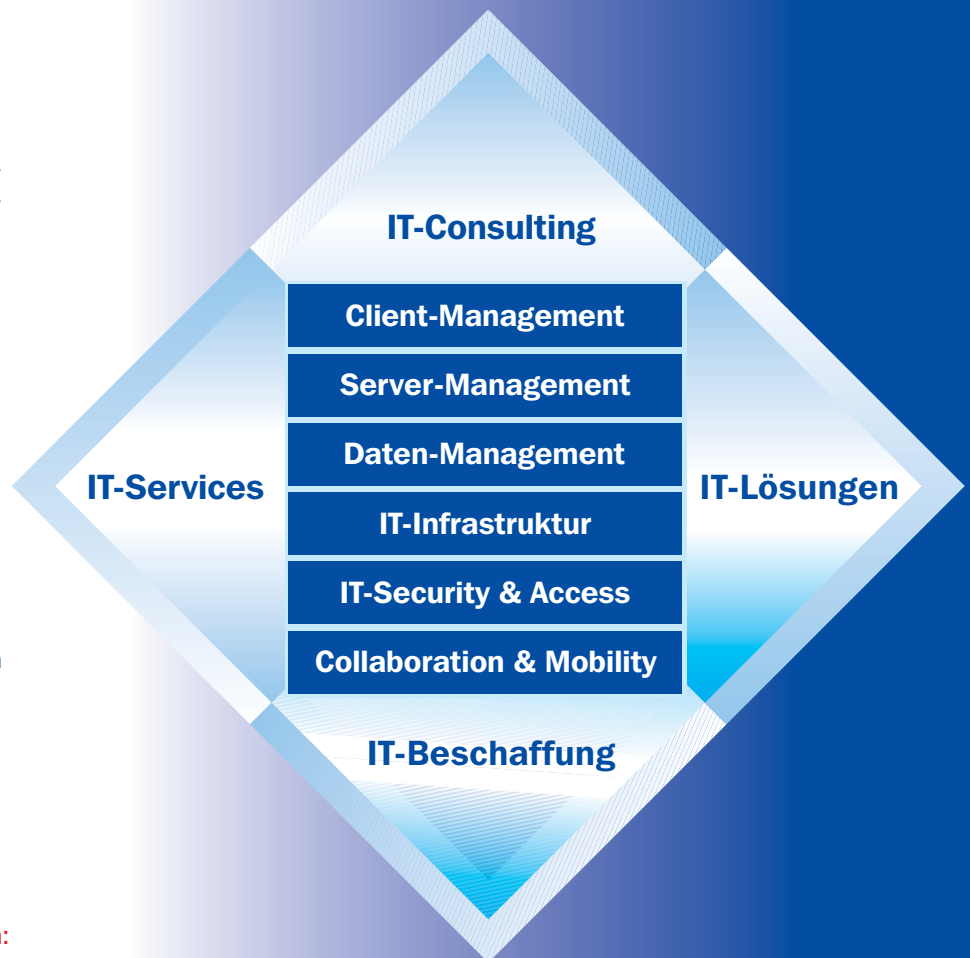 IT-Consulting
Client-Management
Server-Management
Daten-Management
IT-Services
IT-Lösungen
IT-Infrastruktur
IT-Security & Access
Collaboration & Mobility
IT-Beschaffung